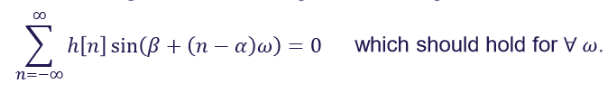 ∞
∑ h[n] sin(β + (n − α)ω) = 0 which should hold for ∀ ω.
n=−∞